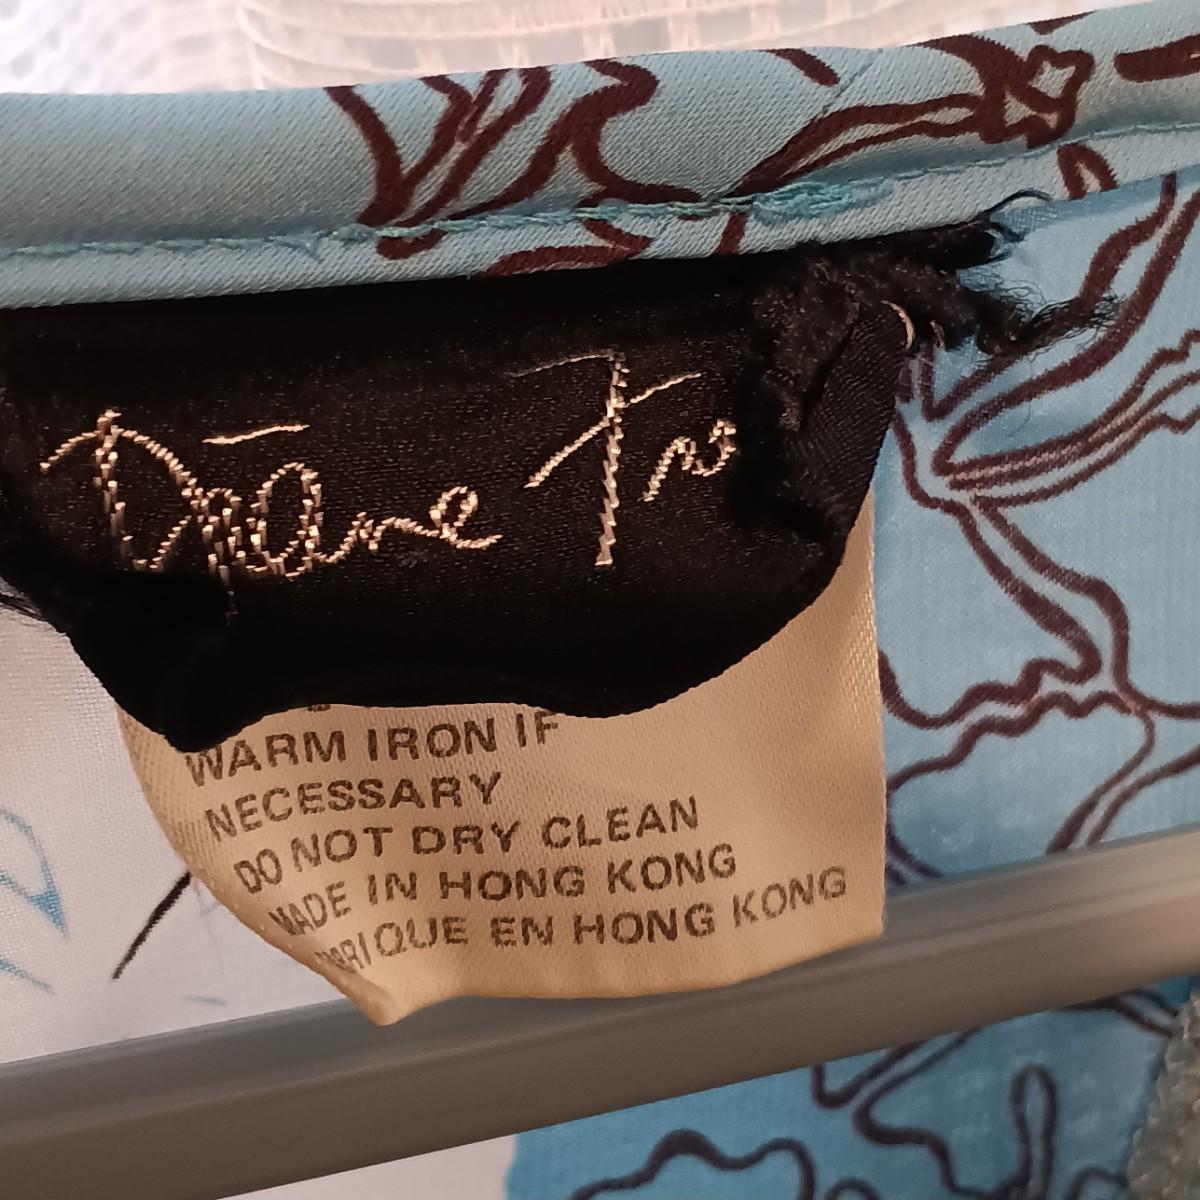 Diane
WARM IRON IF
NECESSARY
DO NOT DRY CLEAN
MADE IN HONG KONG
EN HONG KONG